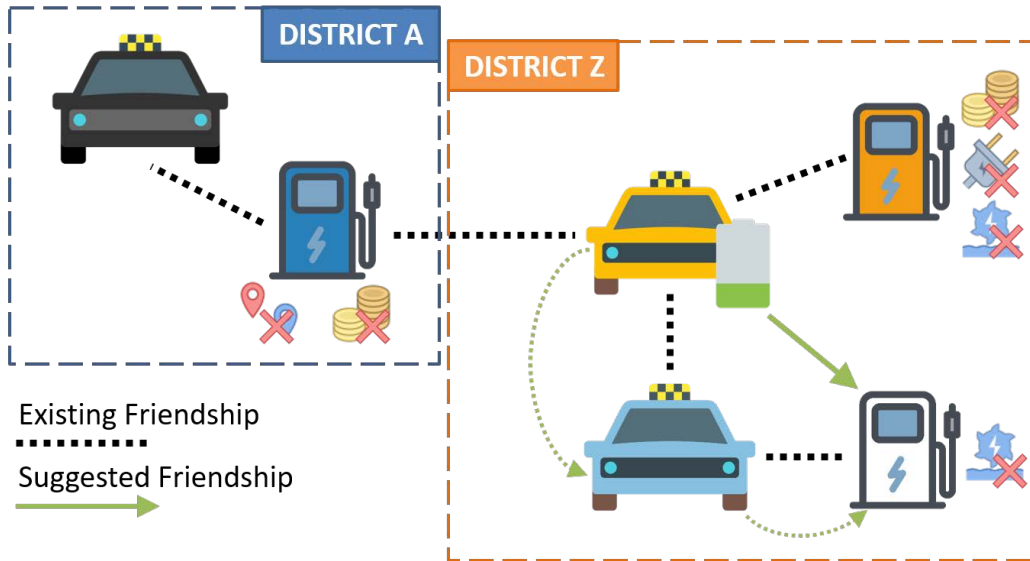 DISTRICT A
DISTRICT Z
Existing Friendship
Suggested Friendship